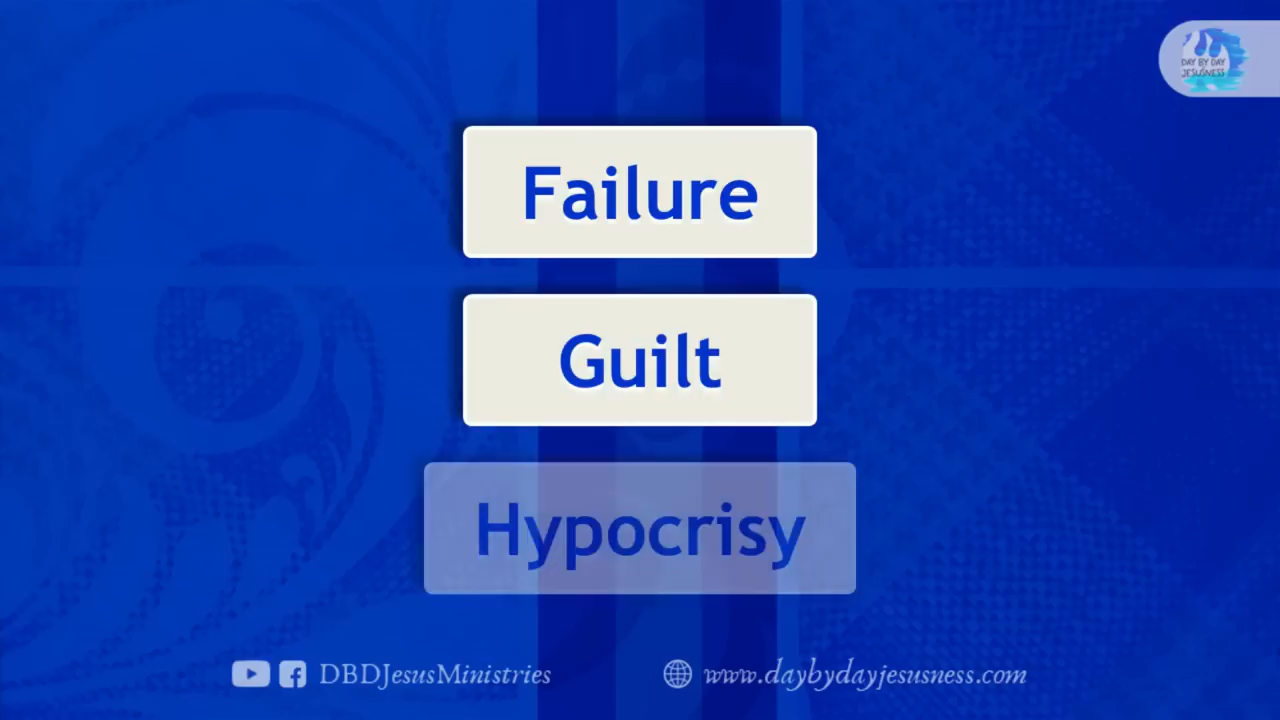 DAY BY DAY
JESUSNESS
Failure
Guilt
Hypocrisy
DBDJesusMinistries
www.daybydayjesusness.com